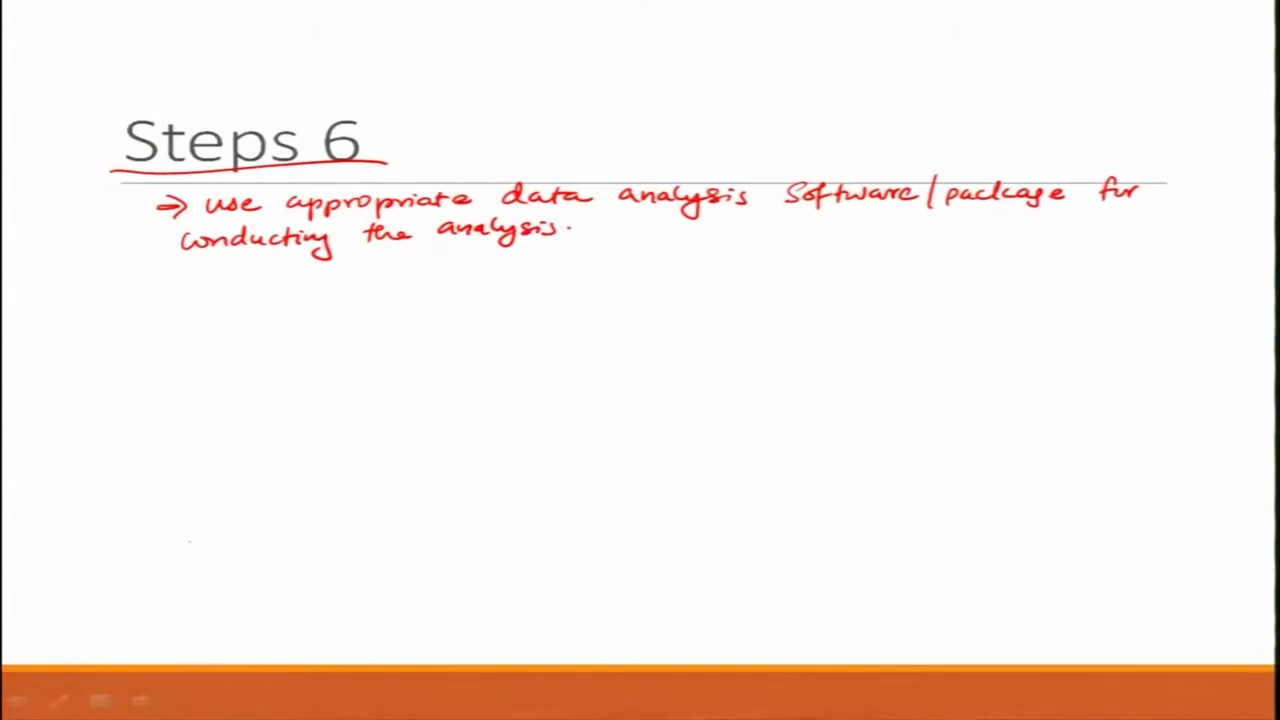 Steps 6
⇒ use appropriate data analysis Software/package for
conducting the analysis.